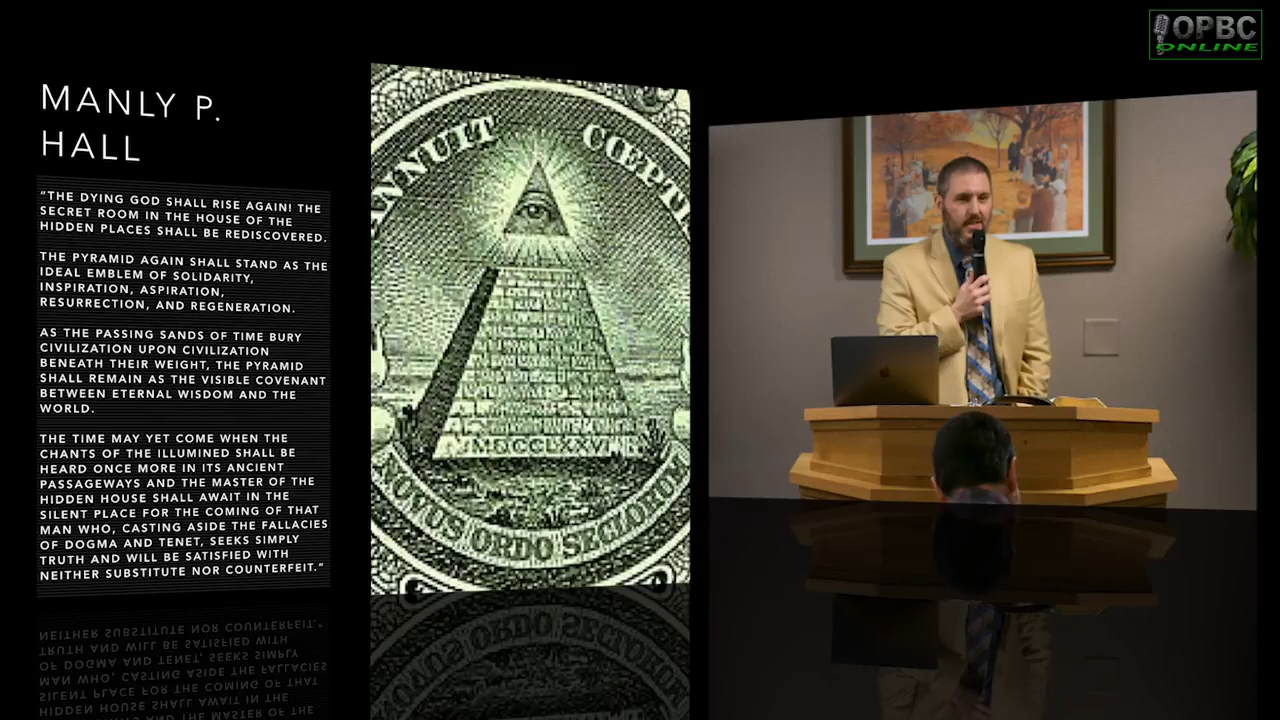 OPBC
ONLINE
MANLY P.
HALL
“THE DYING GOD SHALL RISE AGAIN! THE
SECRET ROOM IN THE HOUSE OF THE
HIDDEN PLACES SHALL BE REDISCOVERED.
THE PYRAMID AGAIN SHALL STAND AS THE
IDEAL EMBLEM OF SOLIDARITY,
INSPIRATION, ASPIRATION,
RESURRECTION, AND REGENERATION.
AS THE PASSING SANDS OF TIME BURY
CIVILIZATION UPON CIVILIZATION
BENEATH THEIR WEIGHT, THE PYRAMID
SHALL REMAIN AS THE VISIBLE COVENANT
BETWEEN ETERNAL WISDOM AND THE
WORLD.
THE TIME MAY YET COME WHEN THE
CHANTS OF THE ILLUMINED SHALL BE
HEARD ONCE MORE IN ITS ANCIENT
PASSAGEWAYS AND THE MASTER OF THE
HIDDEN HOUSE SHALL AWAIT IN THE
SILENT PLACE FOR THE COMING OF THAT
MAN WHO, CASTING ASIDE THE FALLACIES
OF DOGMA AND TENET, SEEKS SIMPLY
TRUTH AND WILL BE SATISFIED WITH
NEITHER SUBSTITUTE NOR COUNTERFEIT.”
ANNUIT CŒPTI
MDCCLXXVI
NOVUS ORDO SECLORUM